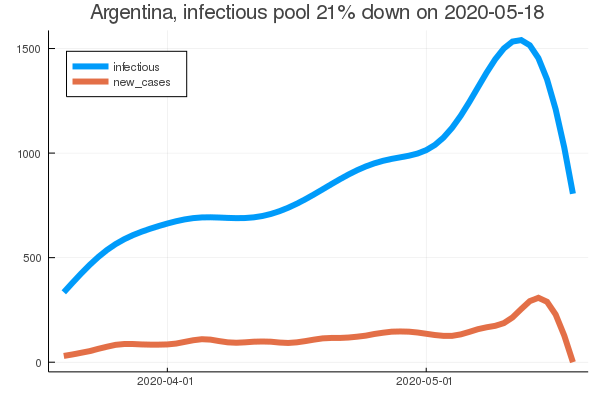 Argentina, infectious pool 21% down on 2020-05-18
infectious
new_cases
1500
1000
500
0
2020-04-01
2020-05-01